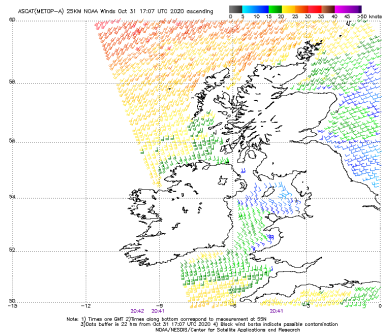 ASCAT(METOP-A) 25KM NOAA Winds Oct 31 17:07 UTC 2020 ascending
0 5 10 15 20 25 30 35 40 45 >50 knots
60
58
56
54
52
50
-15 -9 -5 0
20:42 20:41 20:41
Note: 1) Times are GMT 2)Times along bottom correspond to measurement at 55N
3)Data buffer is 22 hrs from Oct 31 17:07 UTC 2020 4) Black wind barbs indicate possible contamination
NOAA/NESDIS/Center for Satellite Applications and Research